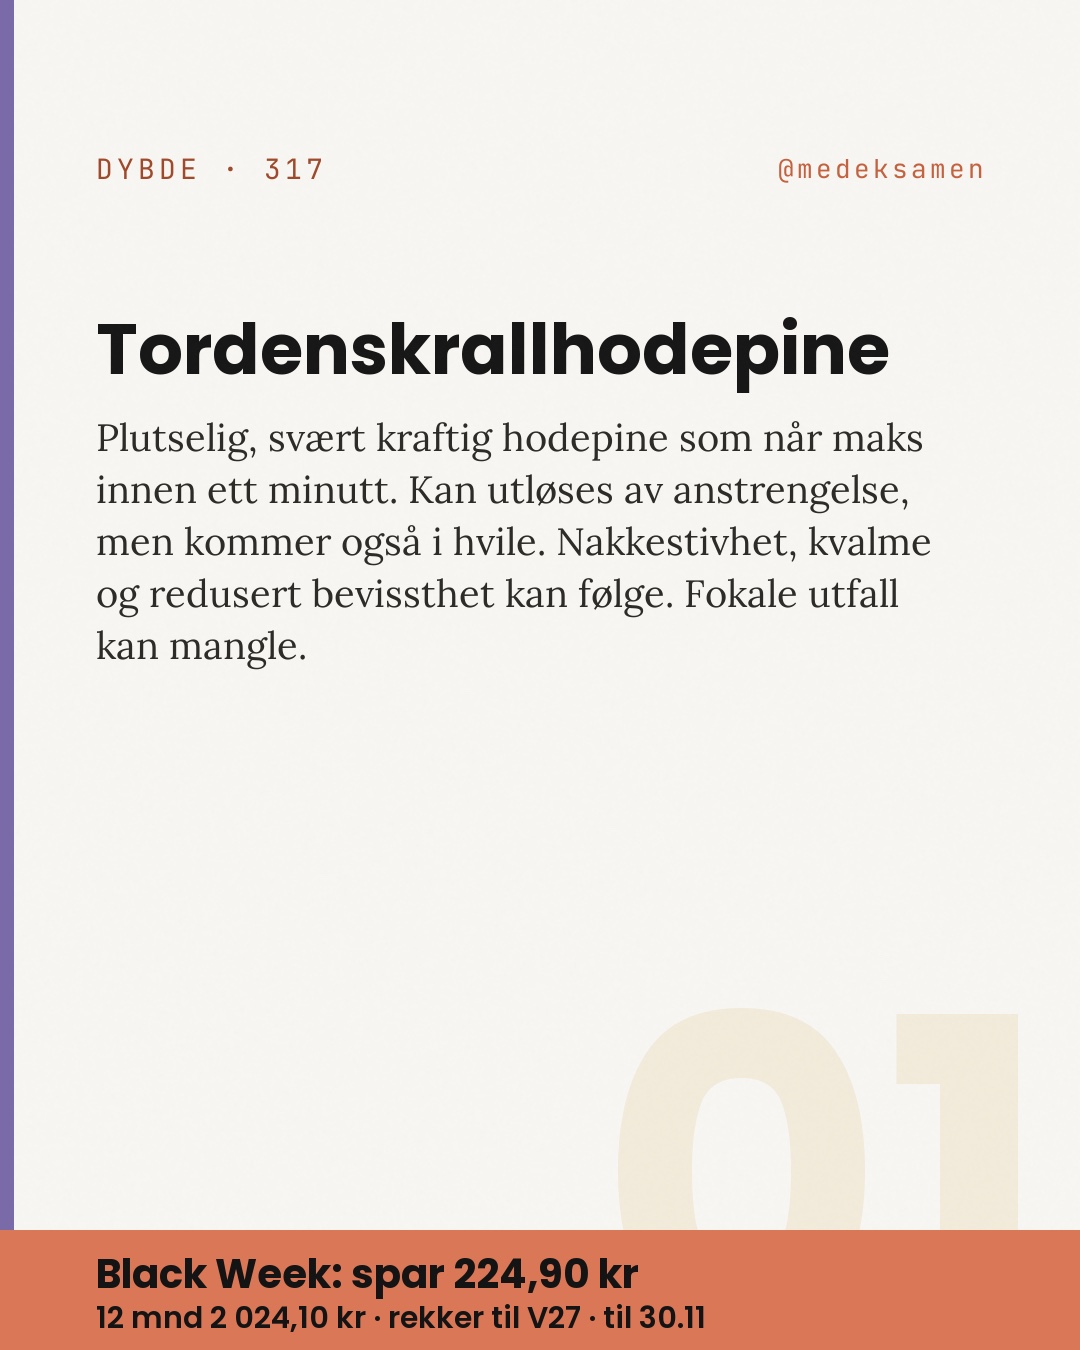 DYBDE · 317
@medeksamen
Tordenskrallhodepine
Plutselig, svært kraftig hodepine som når maks
innen ett minutt. Kan utløses av anstrengelse,
men kommer også i hvile. Nakkestivhet, kvalme
og redusert bevissthet kan følge. Fokale utfall
kan mangle.
01
Black Week: spar 224,90 kr
12 mnd 2 024,10 kr · rekker til V27 · til 30.11